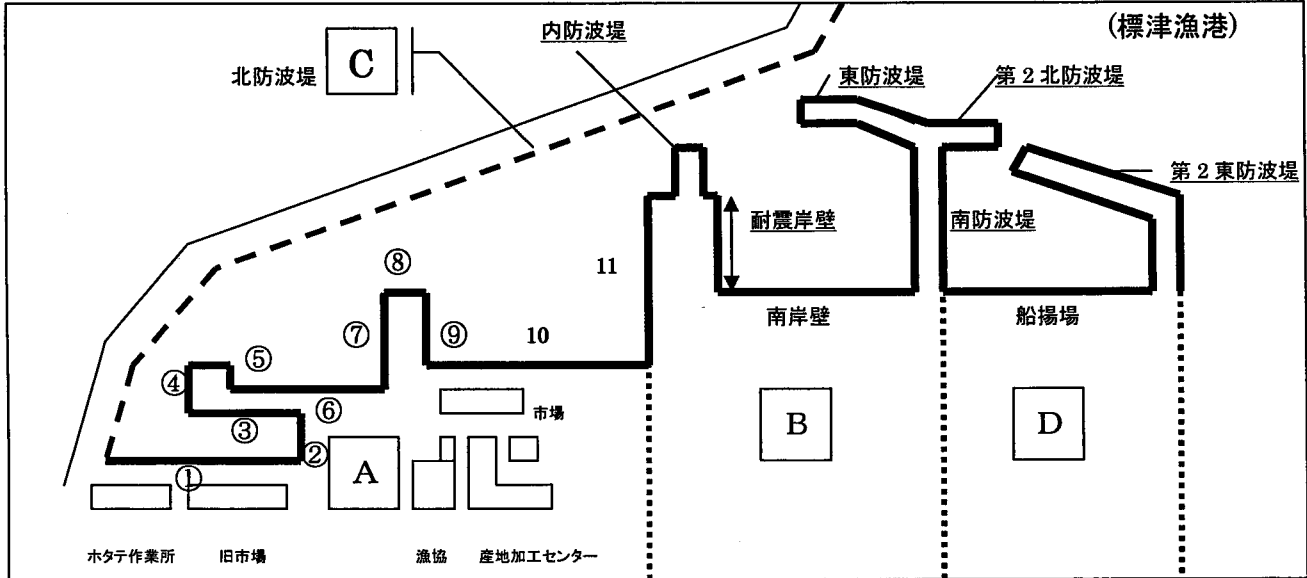 (標津漁港)
内防波堤
北防波堤
C
東防波堤
第2北防波堤
第2東防波堤
耐震岸壁
南防波堤
⑧
11
⑦
⑨
10
南岸壁
船揚場
⑤
④
⑥
③
市場
②
①
A
B
D
ホタテ作業所
旧市場
漁協
産地加工センター